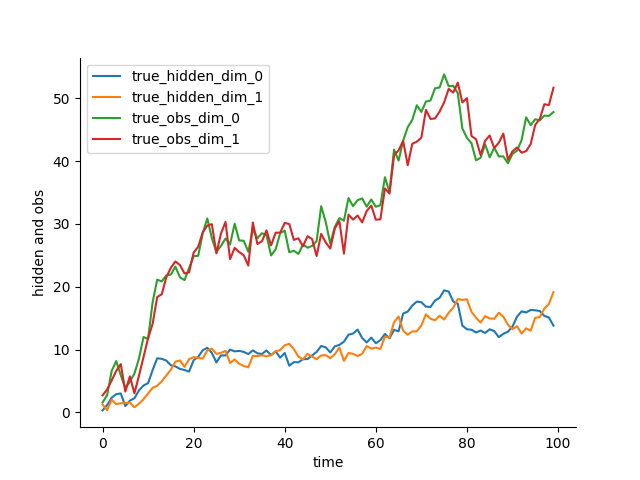 true_hidden_dim_0
true_hidden_dim_1
true_obs_dim_0
true_obs_dim_1
hidden and obs
50
40
30
20
10
0
0 20 40 60 80 100
time